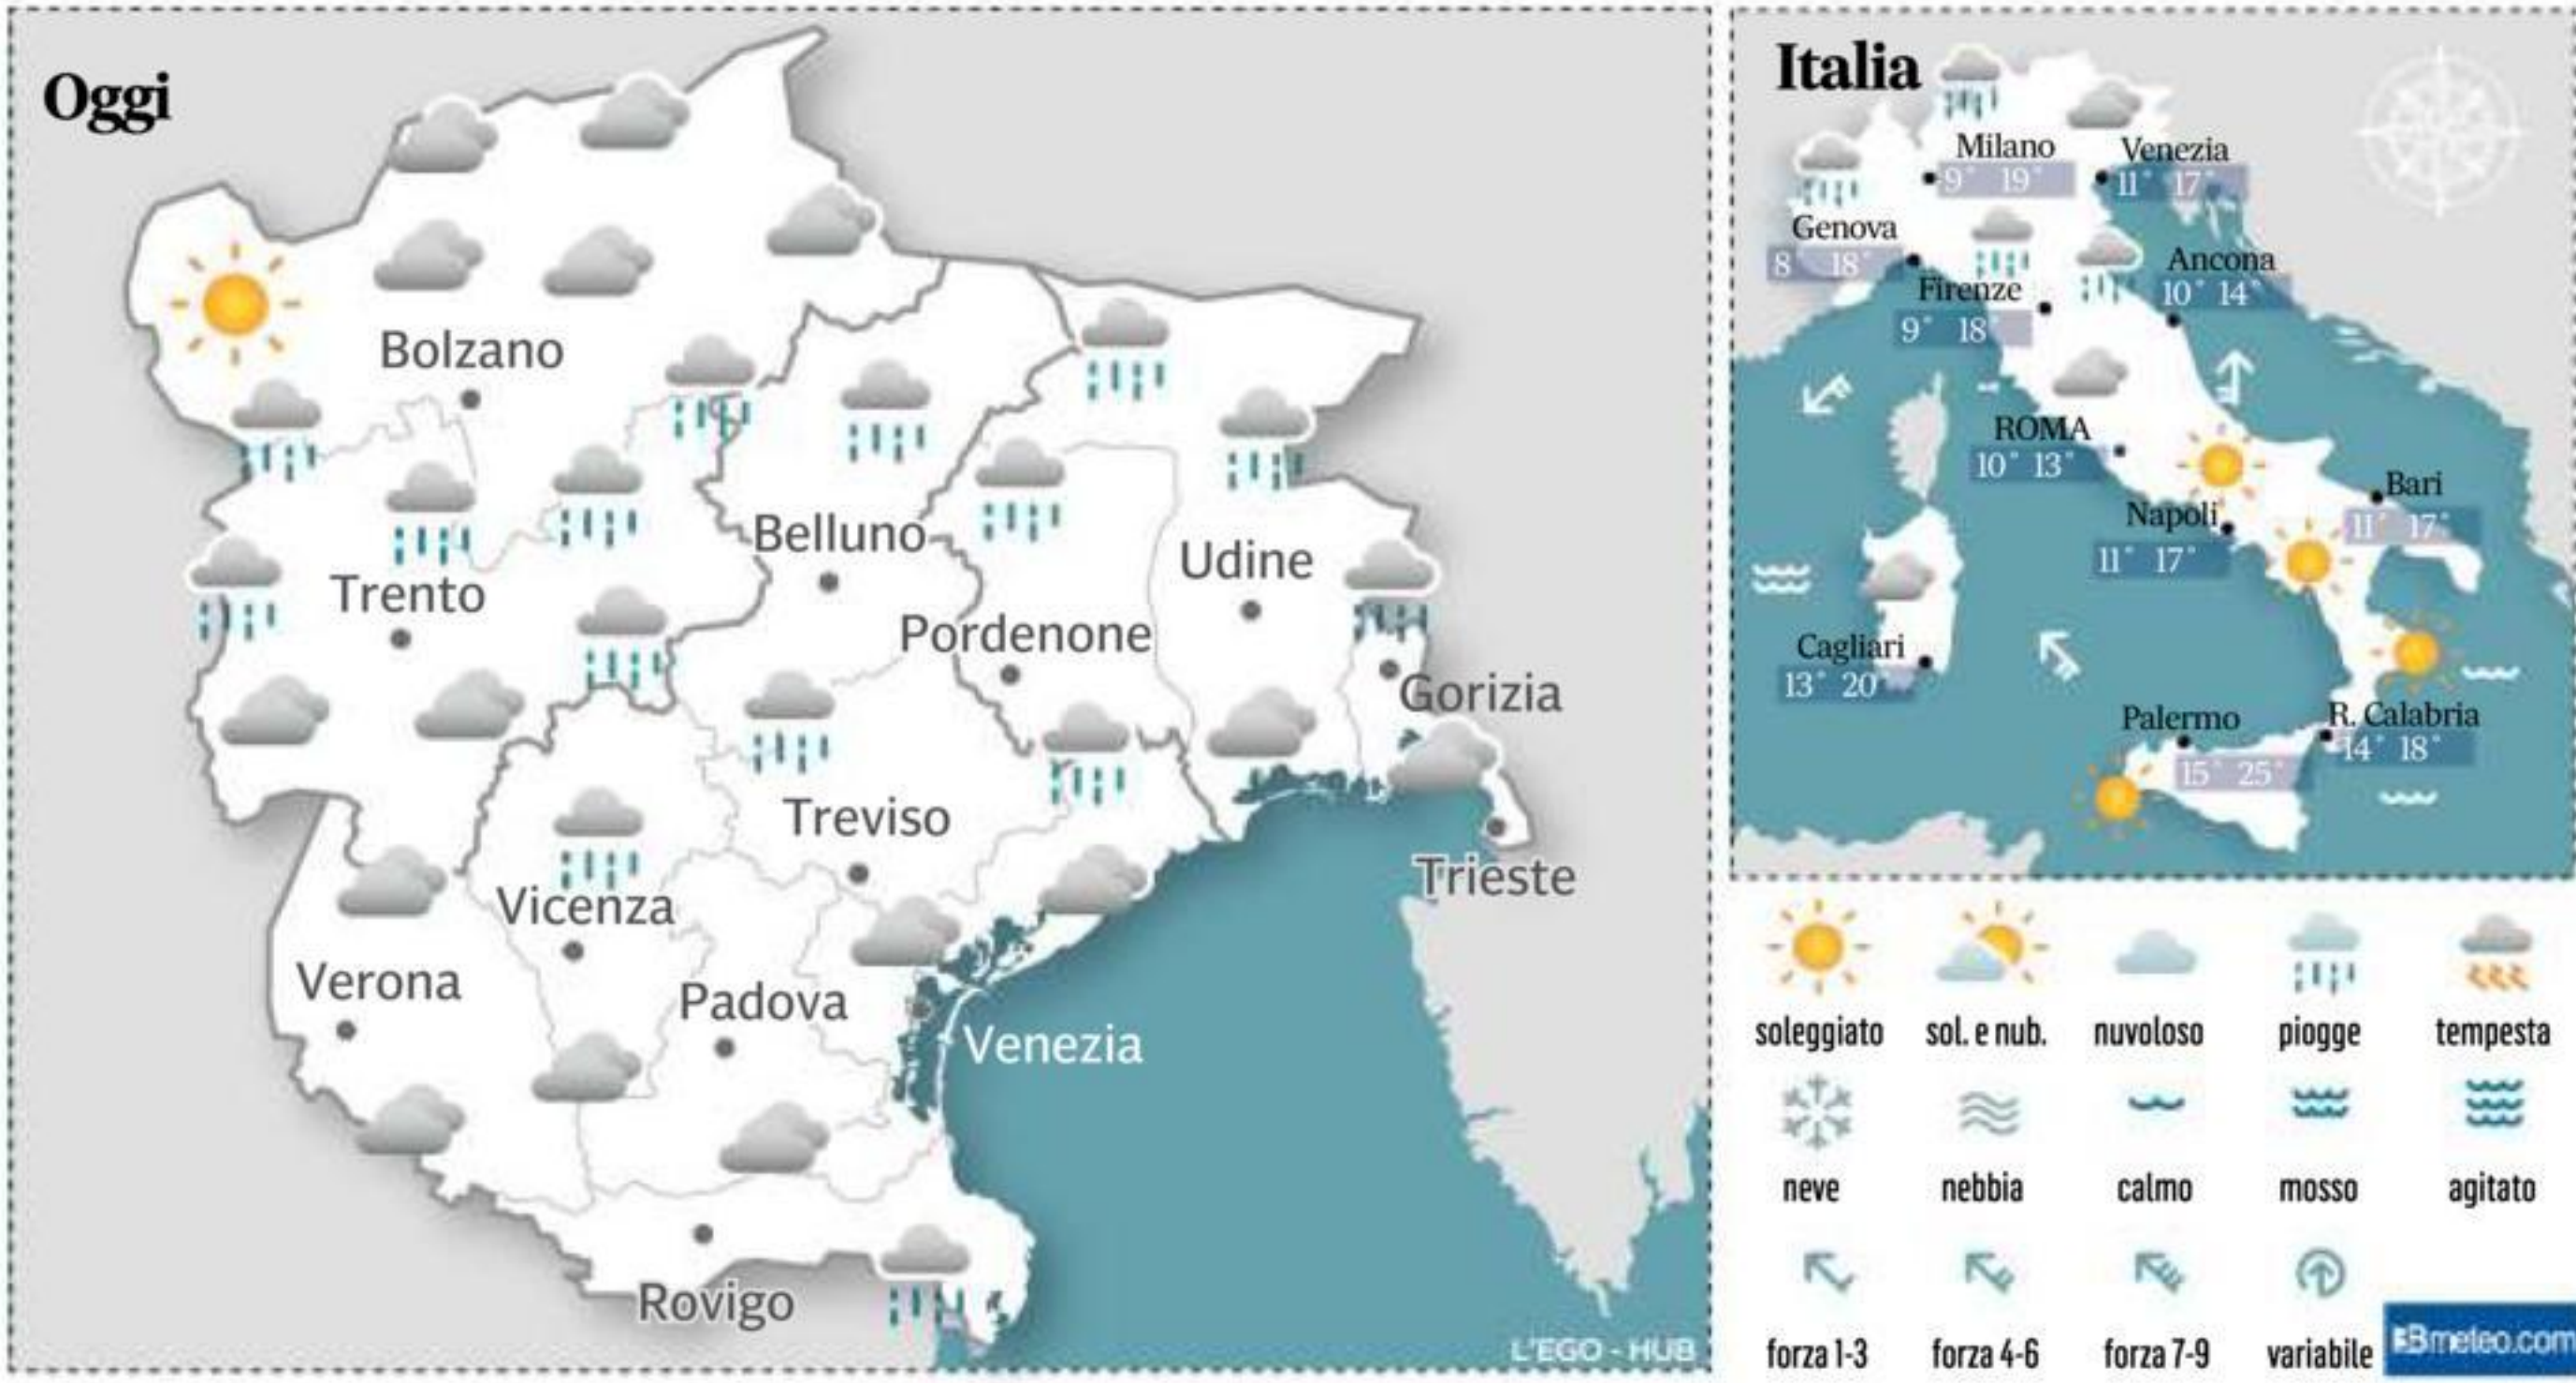 Oggi
Bolzano
Belluno
Udine
Trento
Pordenone
Gorizia
Treviso
Trieste
Vicenza
Verona
Padova
Venezia
Rovigo
L'EGO - HUB
Italia
Milano
9° 19°
Venezia
11° 17°
Genova
8° 18°
Ancona
10° 14°
Firenze
9° 18°
ROMA
10° 13°
Bari
11° 17°
Napoli
11° 17°
Cagliari
13° 20°
Palermo
15° 25°
R. Calabria
14° 18°
soleggiato sol. e nub. nuvoloso piogge tempesta
neve nebbia calmo mosso agitato
forza 1-3 forza 4-6 forza 7-9 variabile
3Bmeteo.com